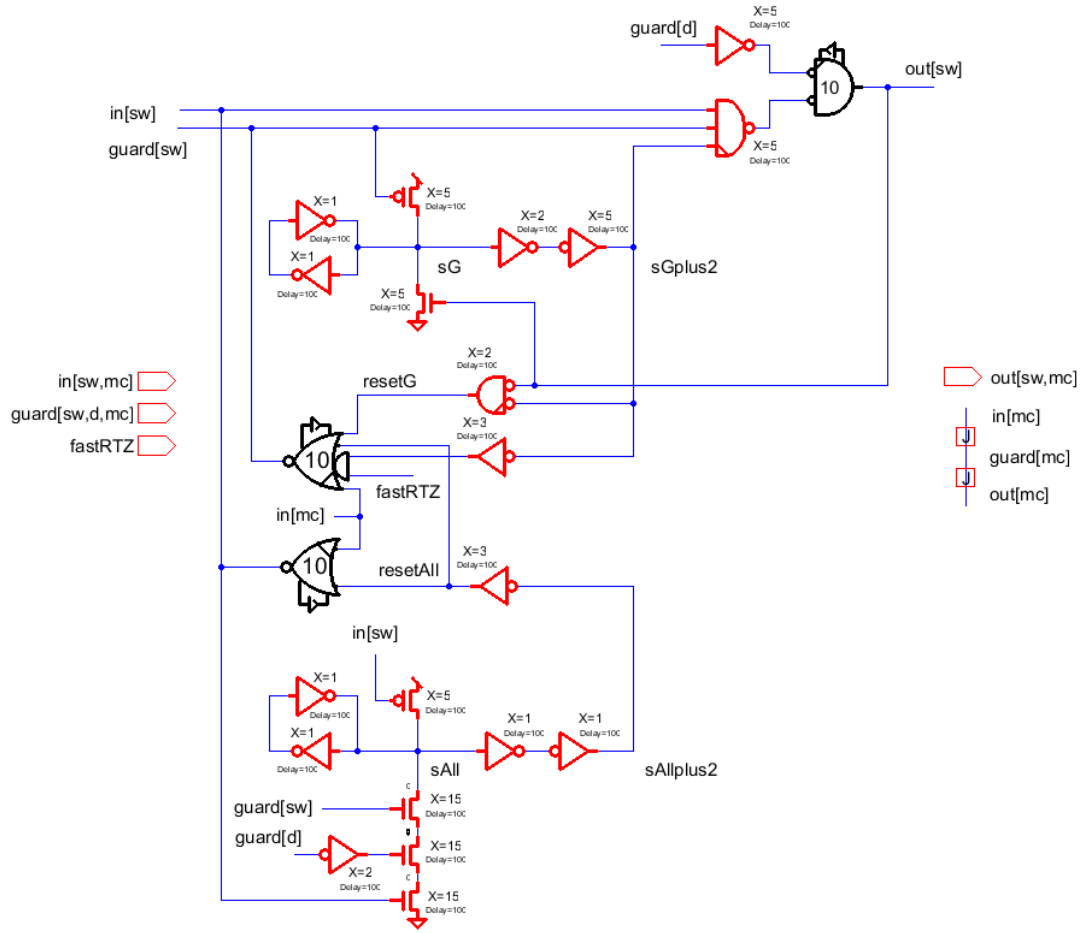 X=5
Delay=100
guard[d]
10
out[sw]
in[sw]
guard[sw]
X=5
Delay=100
X=5
Delay=100
X=1
Delay=100
X=2
Delay=100
X=5
Delay=100
sG
sGplus2
X=1
Delay=100
X=5
Delay=100
X=2
Delay=100
in[sw,mc]
resetG
out[sw,mc]
guard[sw,d,mc]
in[mc]
X=3
Delay=100
J
fastRTZ
10
guard[mc]
J
fastRTZ
out[mc]
in[mc]
10
resetAll
X=3
Delay=100
in[sw]
X=1
Delay=100
X=5
Delay=100
X=1
Delay=100
X=1
Delay=100
X=1
Delay=100
sAll
sAllplus2
guard[sw]
X=15
Delay=100
guard[d]
X=15
Delay=100
X=2
Delay=100
X=15
Delay=100